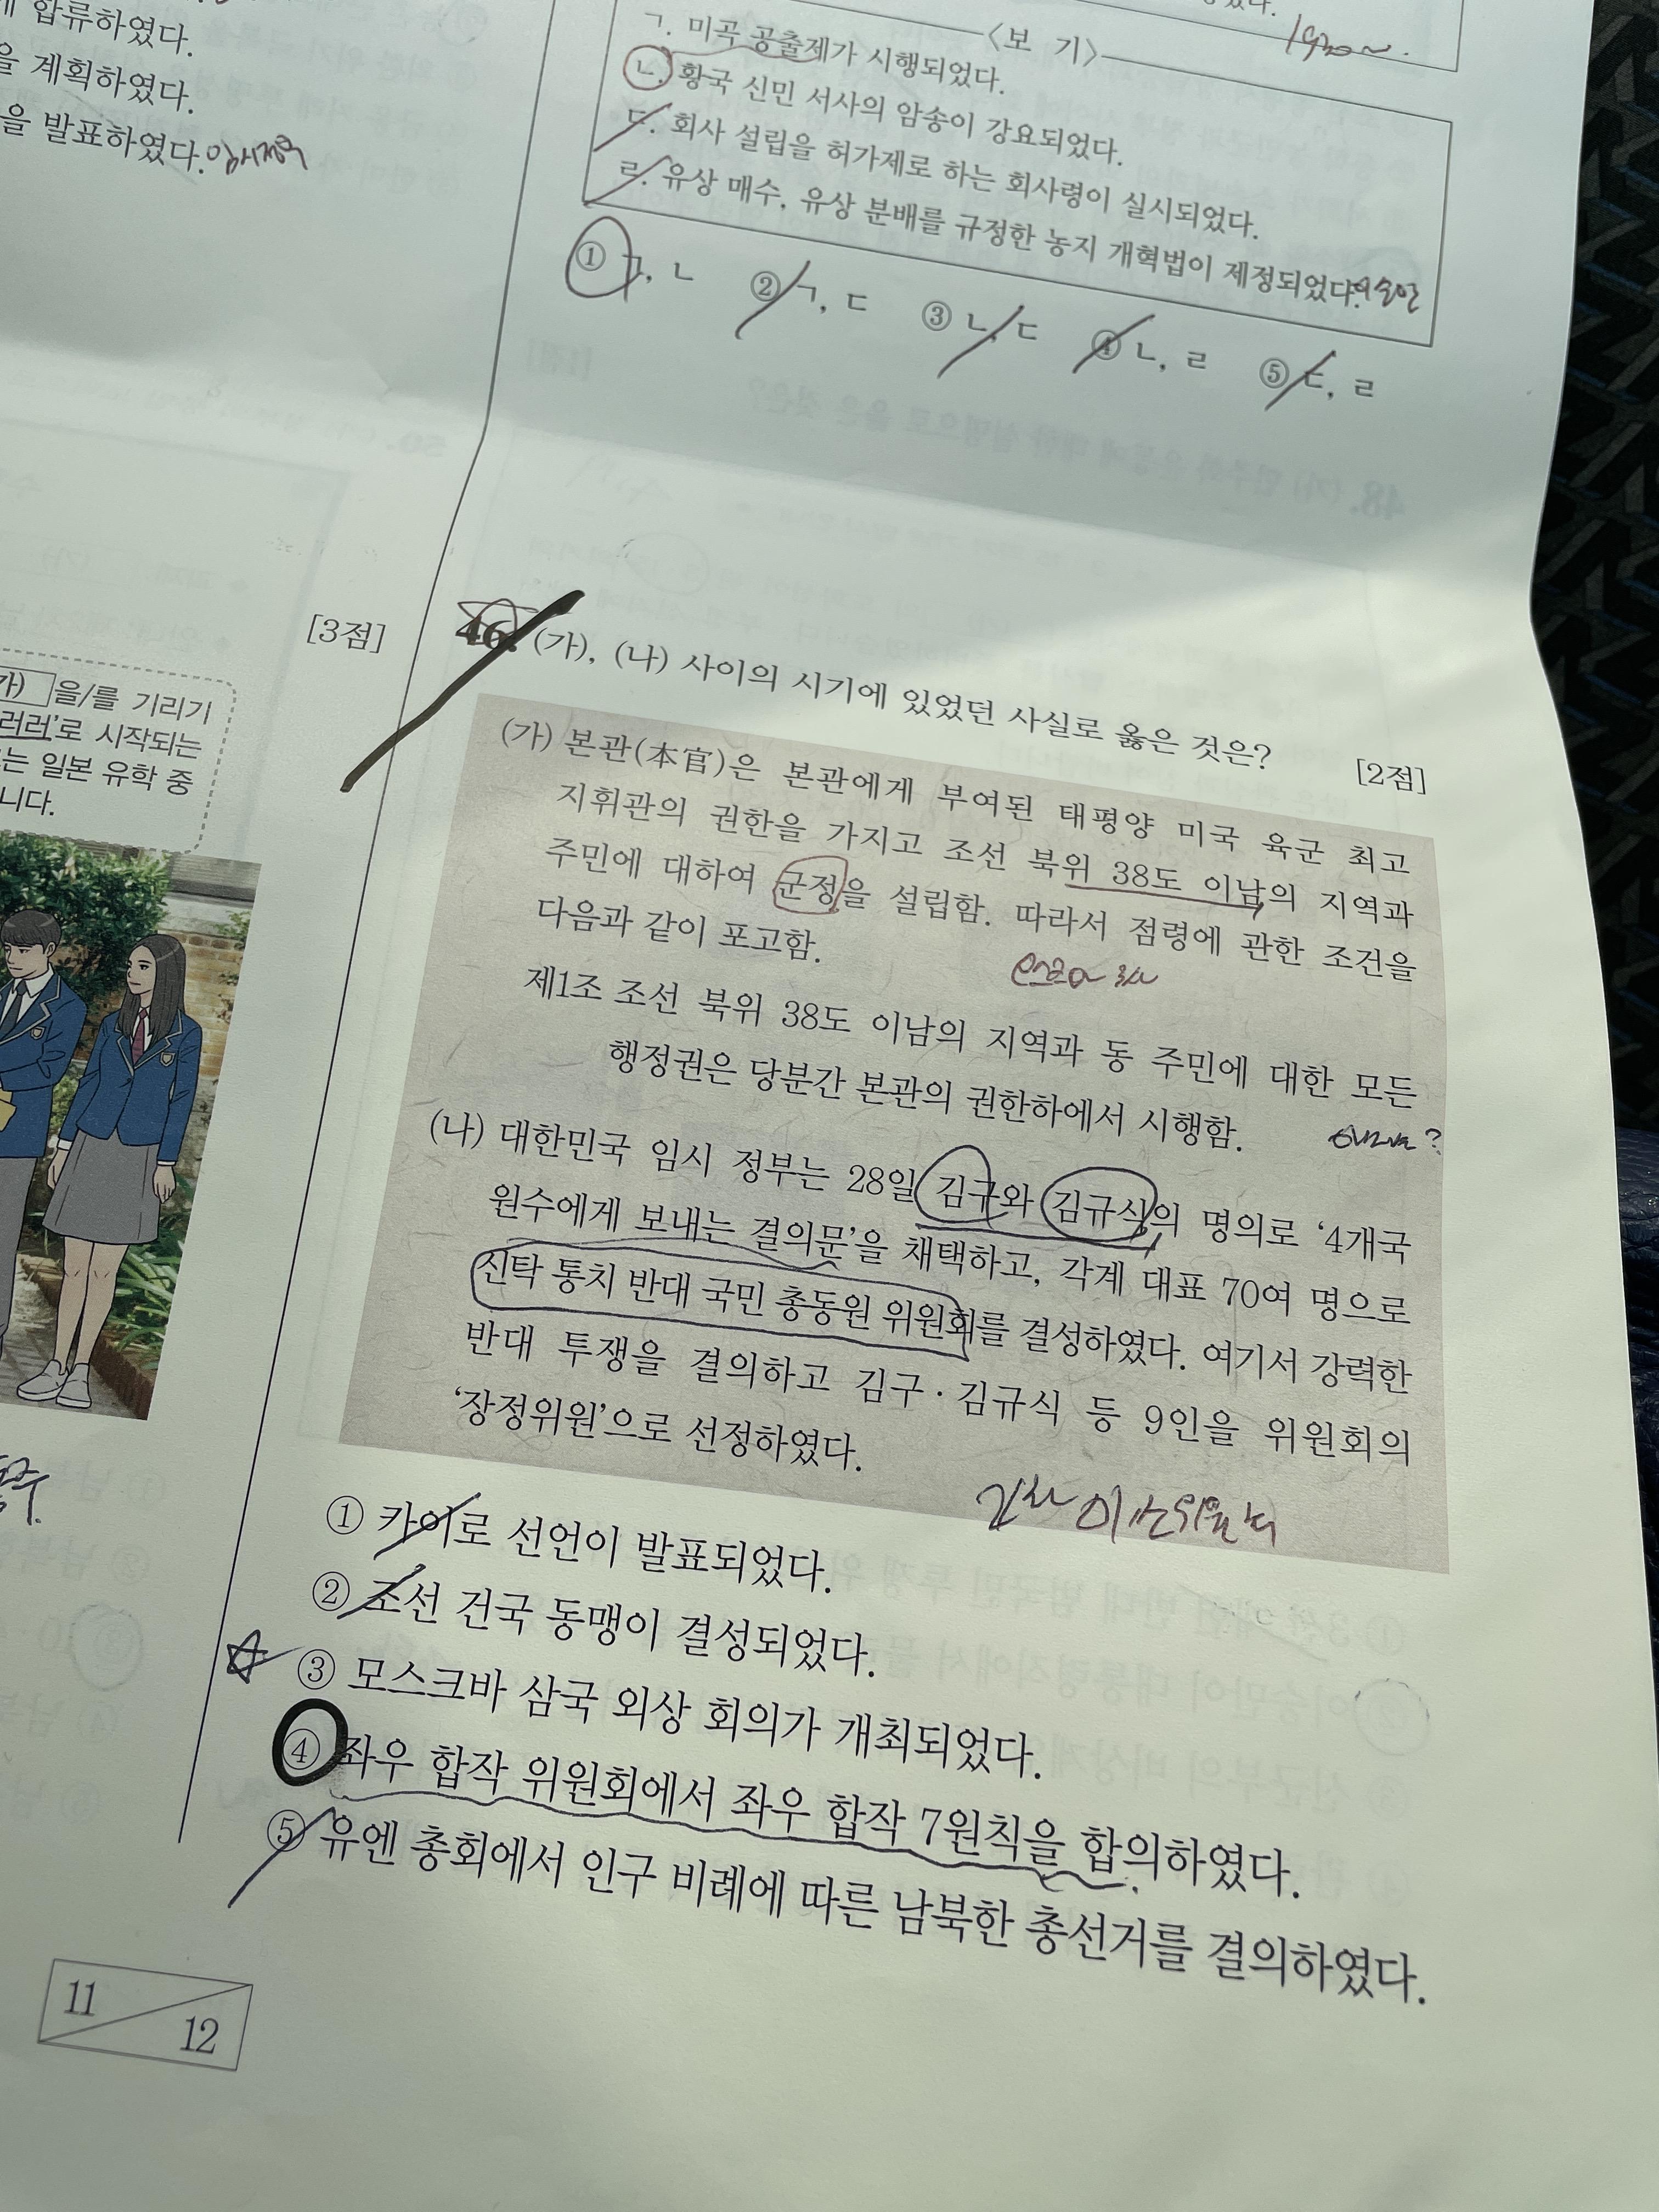 합류하였다.
을 계획하였다.
을 발표하였다.
[3점]
가) 을/를 기리기
러러'로 시작되는
는 일본 유학 중
니다.
11
12
<보 기>
1920~.
ㄱ. 미곡 공출제가 시행되었다.
ㄴ. 황국 신민 서사의 암송이 강요되었다.
ㄷ. 회사 설립을 허가제로 하는 회사령이 실시되었다.
ㄹ. 유상 매수, 유상 분배를 규정한 농지 개혁법이 제정되었다.
① ㄱ, ㄴ ② ㄱ, ㄷ ③ ㄴ, ㄷ ④ ㄴ, ㄹ ⑤ ㄷ, ㄹ
46. (가), (나) 사이의 시기에 있었던 사실로 옳은 것은?
[2점]
(가) 본관(本官)은 본관에게 부여된 태평양 미국 육군 최고
지휘관의 권한을 가지고 조선 북위 38도 이남의 지역과
주민에 대하여 군정을 설립함. 따라서 점령에 관한 조건을
다음과 같이 포고함.
제1조 조선 북위 38도 이남의 지역과 동 주민에 대한 모든
행정권은 당분간 본관의 권한하에서 시행함.
(나) 대한민국 임시 정부는 28일 김구와 김규식의 명의로 '4개국
원수에게 보내는 결의문'을 채택하고, 각계 대표 70여 명으로
신탁 통치 반대 국민 총동원 위원회를 결성하였다. 여기서 강력한
반대 투쟁을 결의하고 김구·김규식 등 9인을 위원회의
'장정위원'으로 선정하였다.
① 카이로 선언이 발표되었다.
② 조선 건국 동맹이 결성되었다.
③ 모스크바 삼국 외상 회의가 개최되었다.
④ 좌우 합작 위원회에서 좌우 합작 7원칙을 합의하였다.
⑤ 유엔 총회에서 인구 비례에 따른 남북한 총선거를 결의하였다.